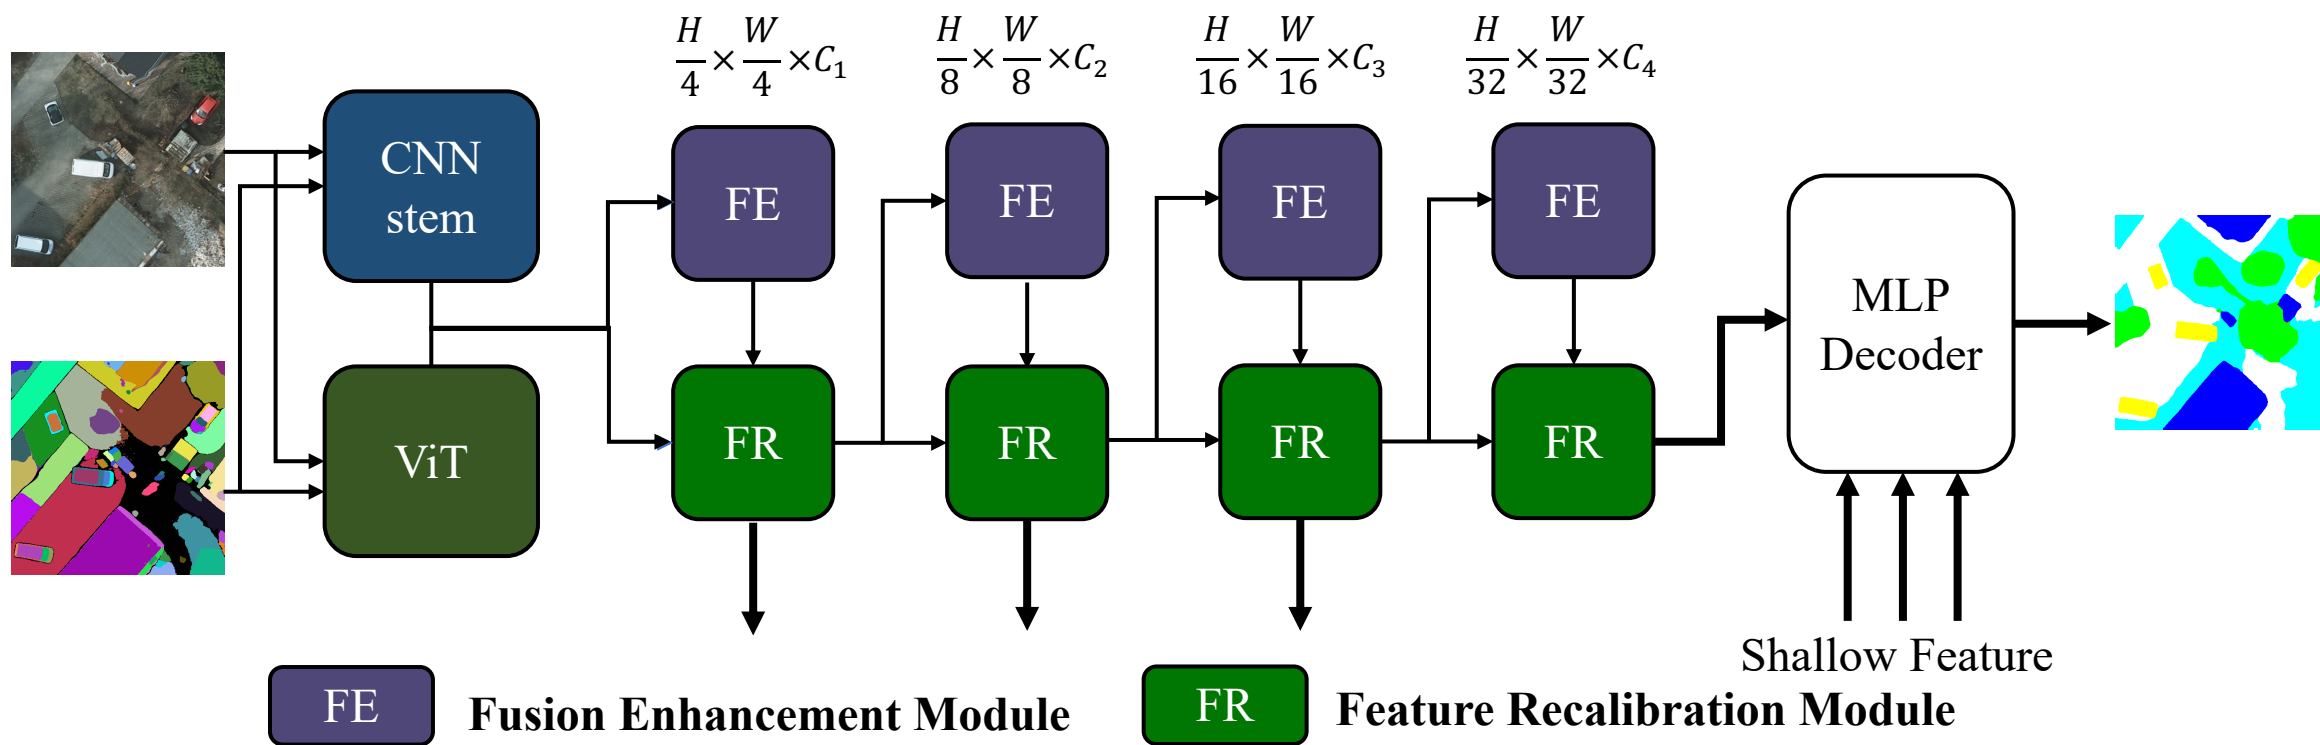 H/4 × W/4 × C₁
H/8 × W/8 × C₂
H/16 × W/16 × C₃
H/32 × W/32 × C₄
CNN
stem
ViT
FE
FE
FE
FE
FR
FR
FR
FR
MLP
Decoder
Shallow Feature
FE
Fusion Enhancement Module
FR
Feature Recalibration Module